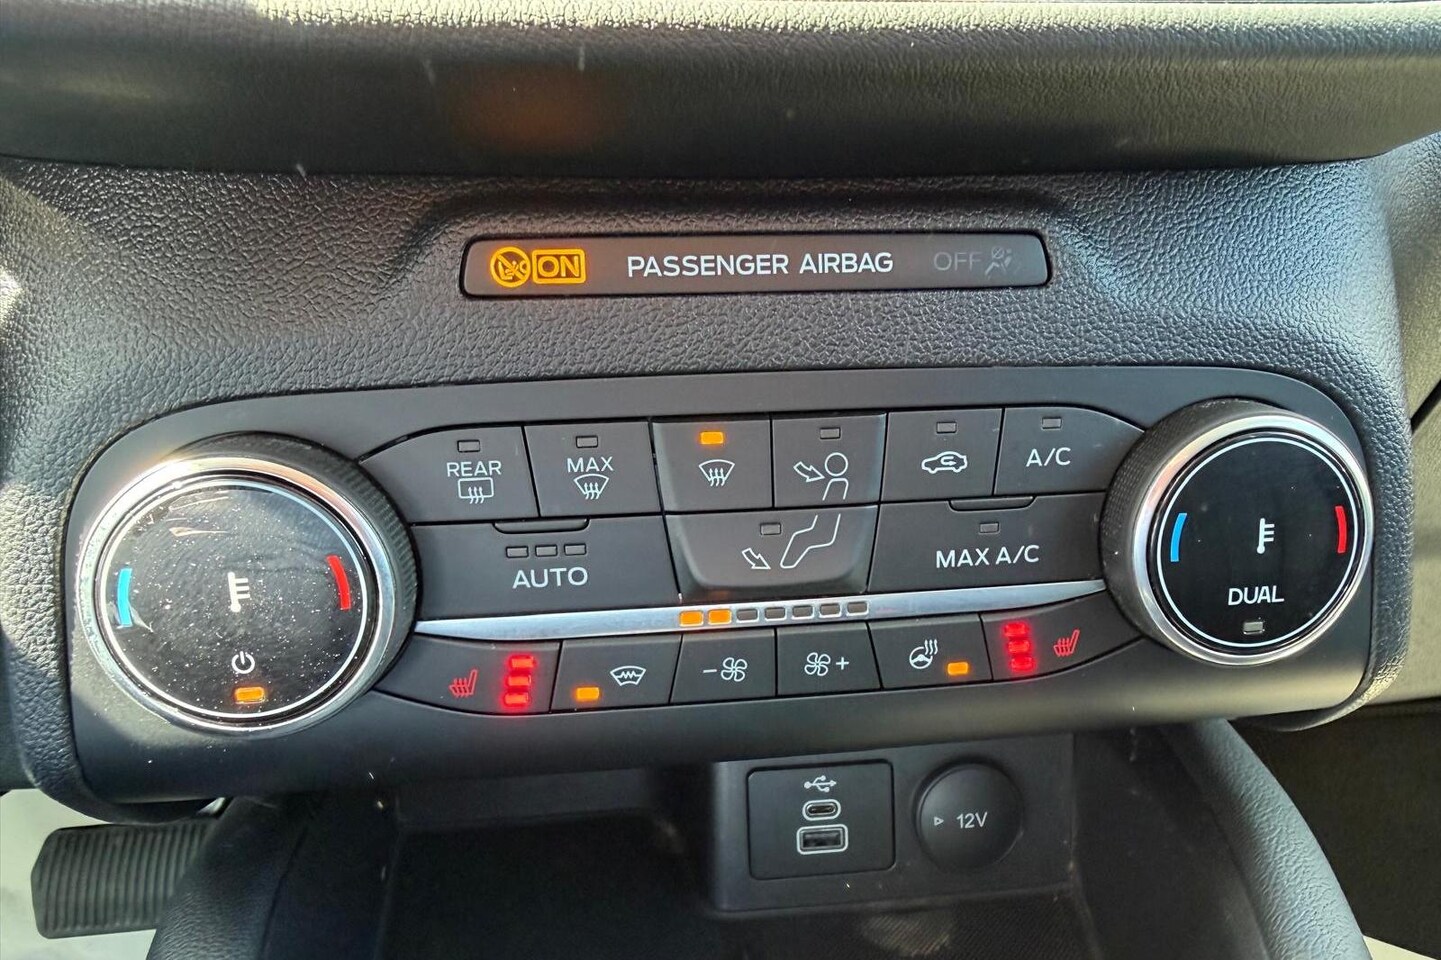 ON PASSENGER AIRBAG OFF
REAR
MAX
A/C
AUTO
MAX A/C
DUAL
- +
12V